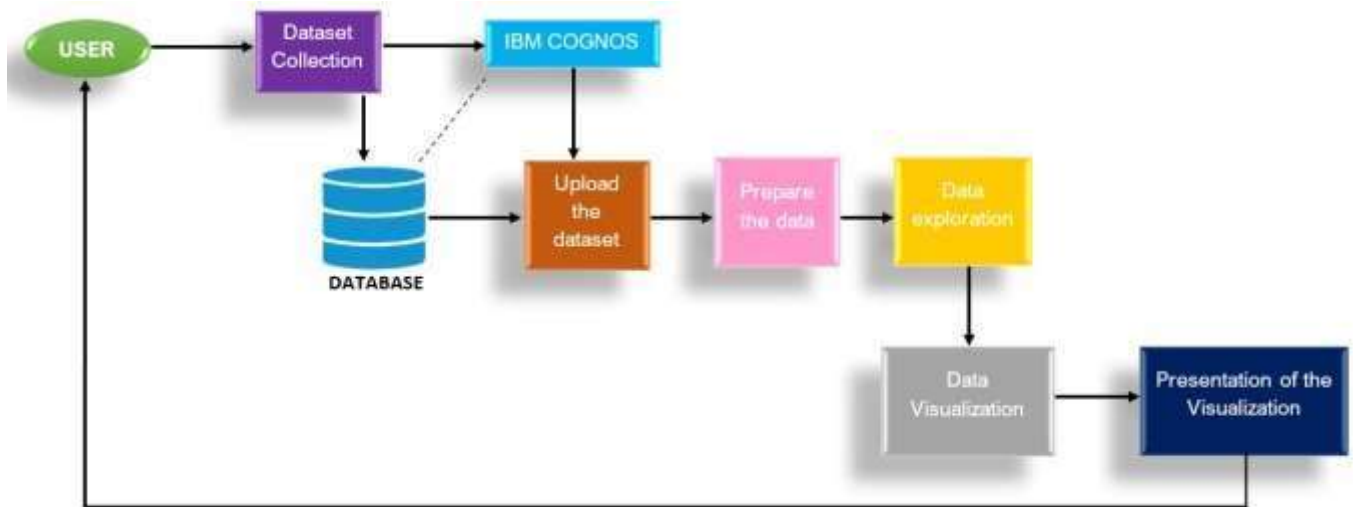 USER
Dataset
Collection
IBM COGNOS
DATABASE
Upload
the
dataset
Prepare
the data
Data
exploration
Data
Visualization
Presentation of the
Visualization